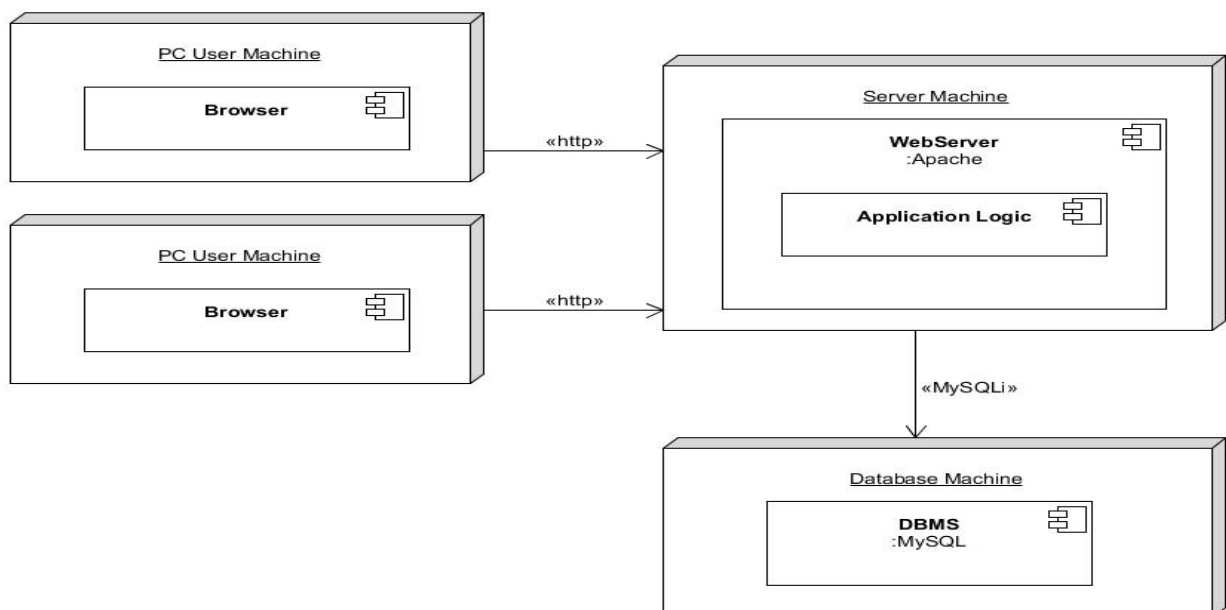 PC User Machine
Browser
«http»
PC User Machine
Browser
«http»
Server Machine
WebServer
:Apache
Application Logic
«MySQLi»
Database Machine
DBMS
:MySQL